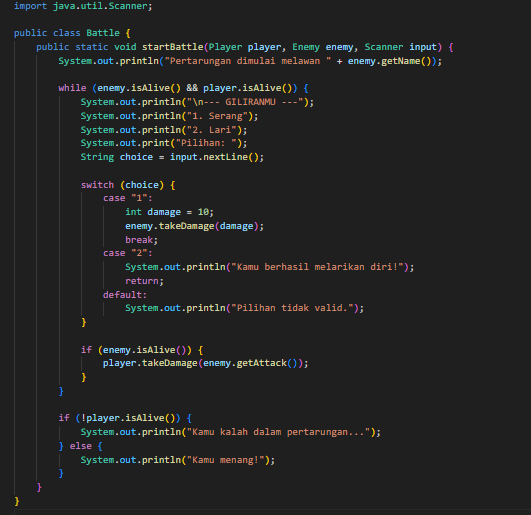 import java.util.Scanner;

public class Battle {
    public static void startBattle(Player player, Enemy enemy, Scanner input) {
        System.out.println("Pertarungan dimulai melawan " + enemy.getName());

        while (enemy.isAlive() && player.isAlive()) {
            System.out.println("\n--- GILIRANMU ---");
            System.out.println("1. Serang");
            System.out.println("2. Lari");
            System.out.print("Pilihan: ");
            String choice = input.nextLine();

            switch (choice) {
                case "1":
                    int damage = 10;
                    enemy.takeDamage(damage);
                    break;
                case "2":
                    System.out.println("Kamu berhasil melarikan diri!");
                    return;
                default:
                    System.out.println("Pilihan tidak valid.");
            }

            if (enemy.isAlive()) {
                player.takeDamage(enemy.getAttack());
            }
        }

        if (!player.isAlive()) {
            System.out.println("Kamu kalah dalam pertarungan...");
        } else {
            System.out.println("Kamu menang!");
        }
    }
}